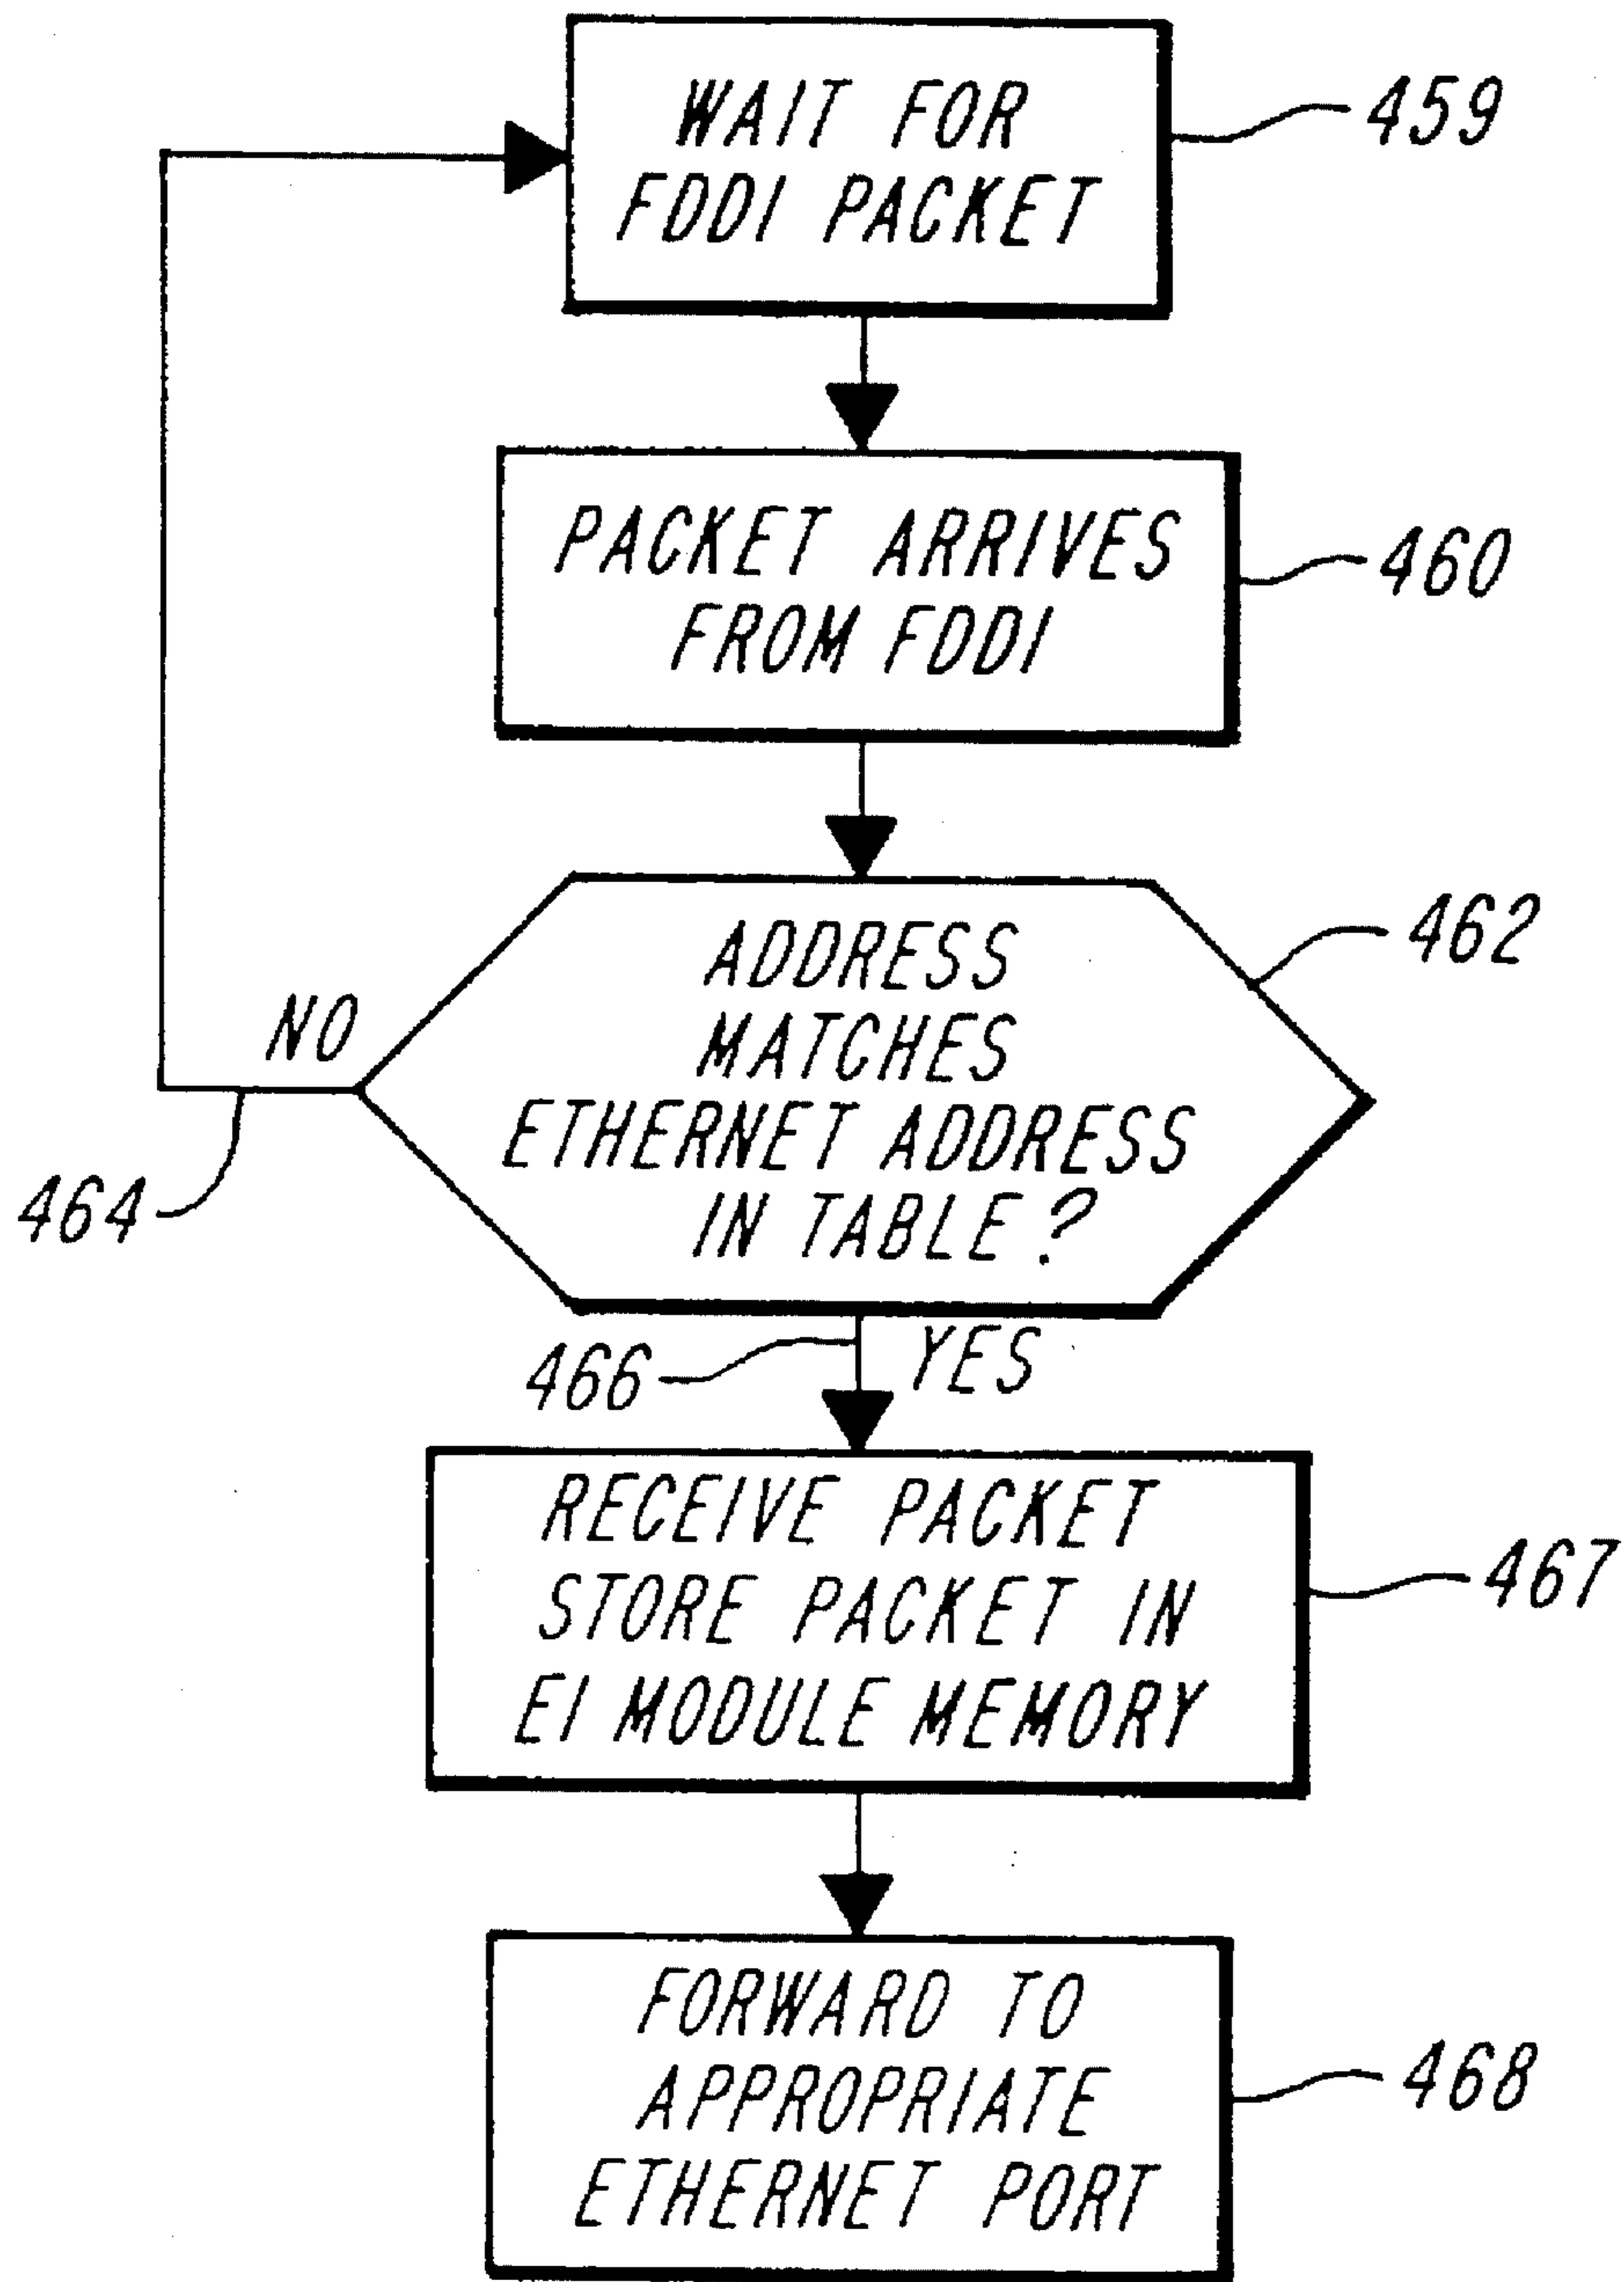 WAIT FOR
FDDI PACKET
459
PACKET ARRIVES
FROM FDDI
460
ADDRESS
MATCHES
ETHERNET ADDRESS
IN TABLE?
462
NO
464
466
YES
RECEIVE PACKET
STORE PACKET IN
EI MODULE MEMORY
467
FORWARD TO
APPROPRIATE
ETHERNET PORT
468